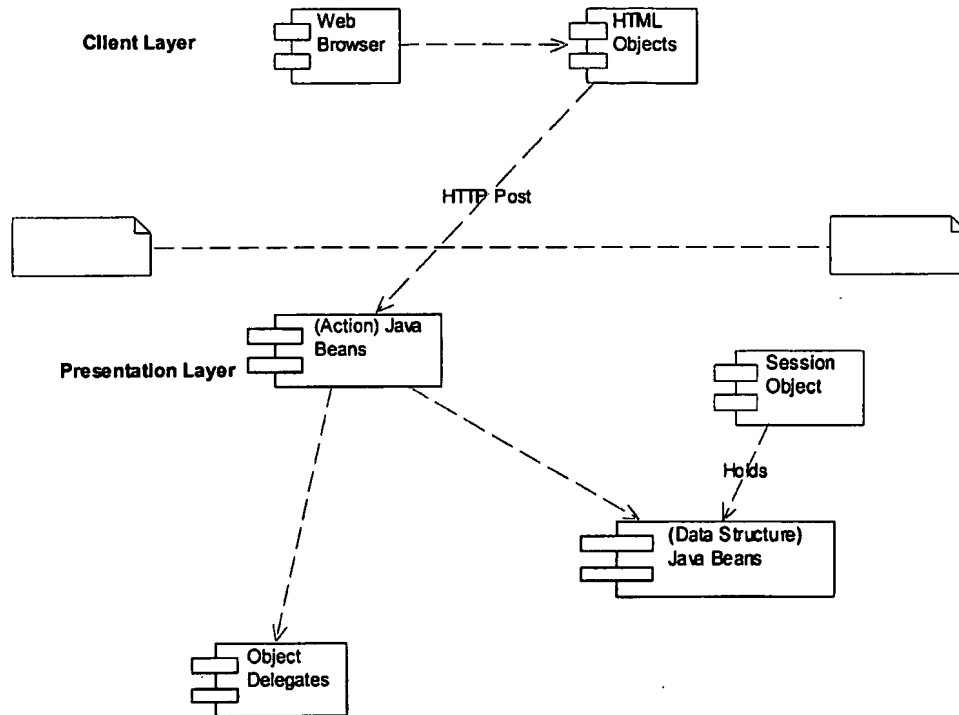 Client Layer
Web
Browser
HTML
Objects
HTTP Post
(Action) Java
Beans
Presentation Layer
Session
Object
Holds
(Data Structure)
Java Beans
Object
Delegates